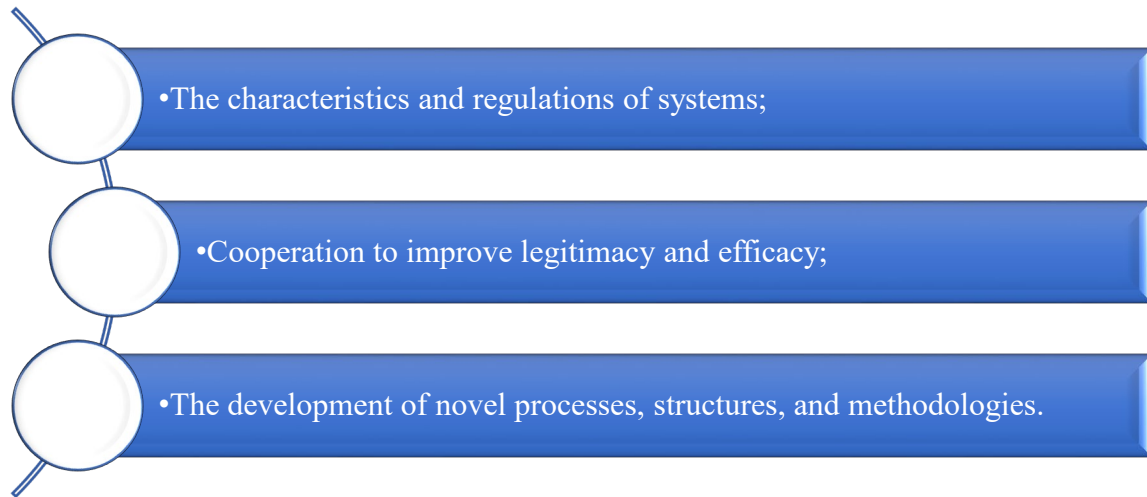 •The characteristics and regulations of systems;
•Cooperation to improve legitimacy and efficacy;
•The development of novel processes, structures, and methodologies.